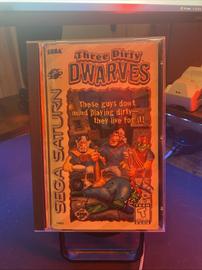 SEGA
Three Dirty
DWARVES
These guys don't
mind playing dirty—
they live for it!
SEGA SATURN